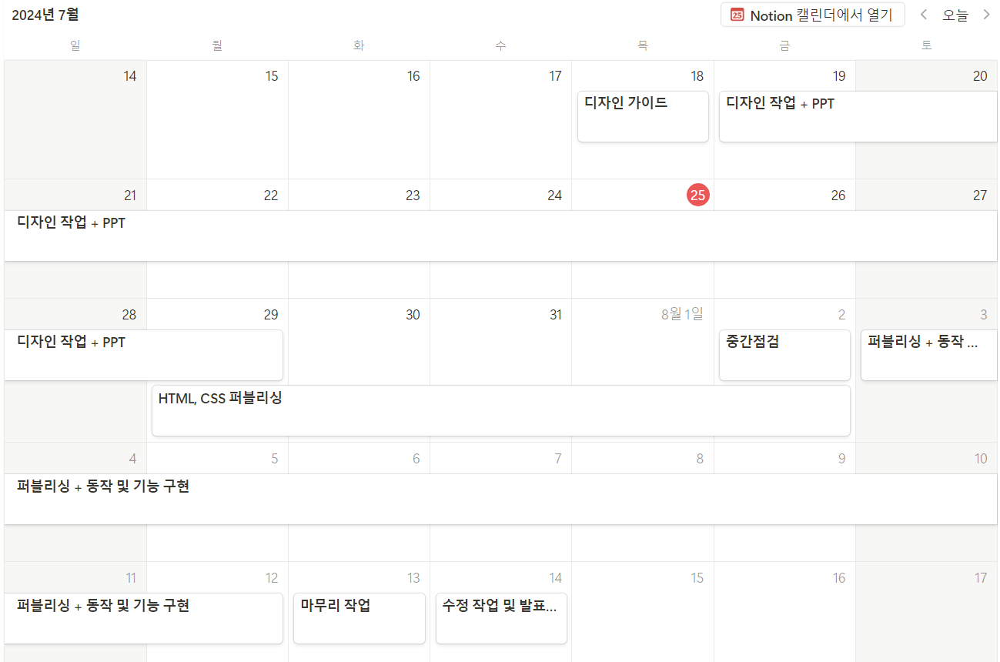 2024년 7월
25 Notion 캘린더에서 열기
오늘
일 월 화 수 목 금 토
14 15 16 17 18 19 20
디자인 가이드
디자인 작업 + PPT
21 22 23 24 25 26 27
디자인 작업 + PPT
28 29 30 31 8월 1일 2 3
디자인 작업 + PPT
중간점검
퍼블리싱 + 동작 ...
HTML, CSS 퍼블리싱
4 5 6 7 8 9 10
퍼블리싱 + 동작 및 기능 구현
11 12 13 14 15 16 17
퍼블리싱 + 동작 및 기능 구현
마무리 작업
수정 작업 및 발표...